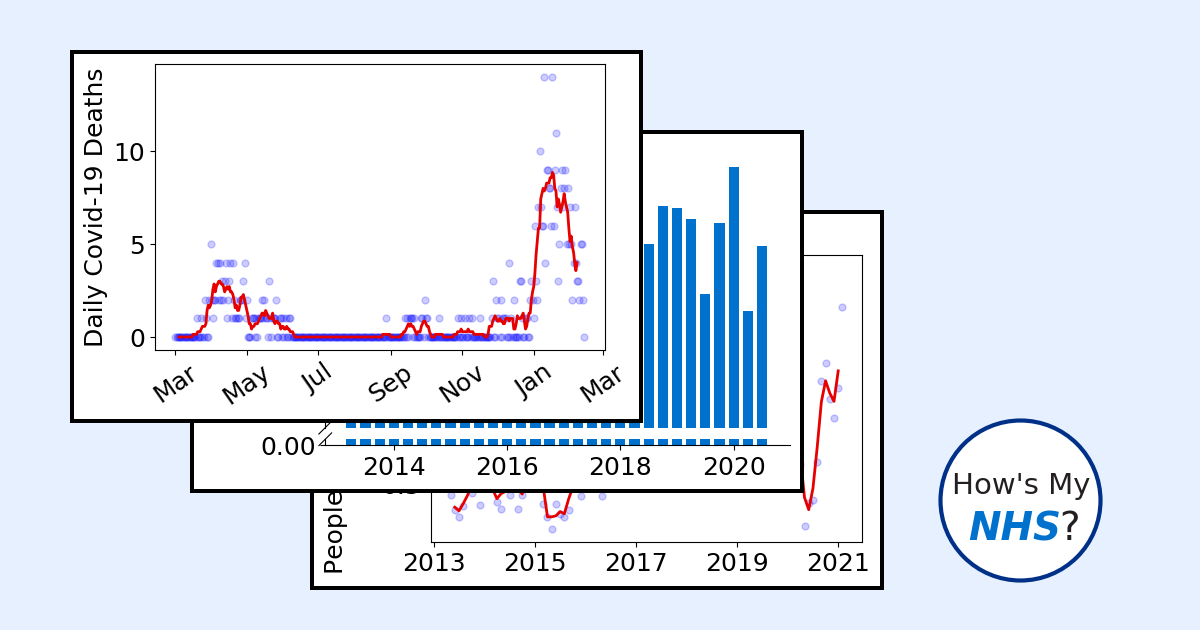 Daily Covid-19 Deaths
10
5
0
Mar May Jul Sep Nov Jan Mar
0.00
2014 2016 2018 2020
People
2013 2015 2017 2019 2021
How's My
NHS?